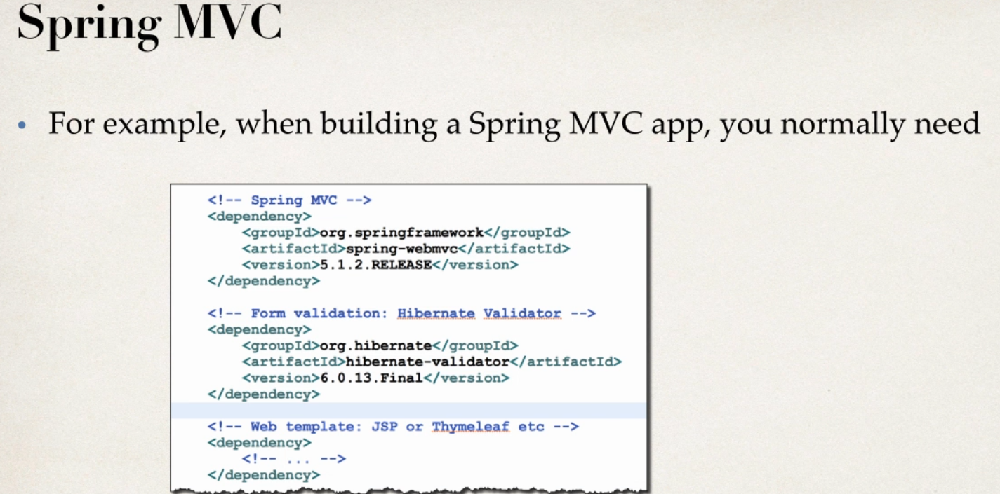 Spring MVC
• For example, when building a Spring MVC app, you normally need
<!-- Spring MVC -->
<dependency>
<groupId>org.springframework</groupId>
<artifactId>spring-webmvc</artifactId>
<version>5.1.2.RELEASE</version>
</dependency>
<!-- Form validation: Hibernate Validator -->
<dependency>
<groupId>org.hibernate</groupId>
<artifactId>hibernate-validator</artifactId>
<version>6.0.13.Final</version>
</dependency>
<!-- Web template: JSP or Thymeleaf etc -->
<dependency>
<!-- ... -->
</dependency>